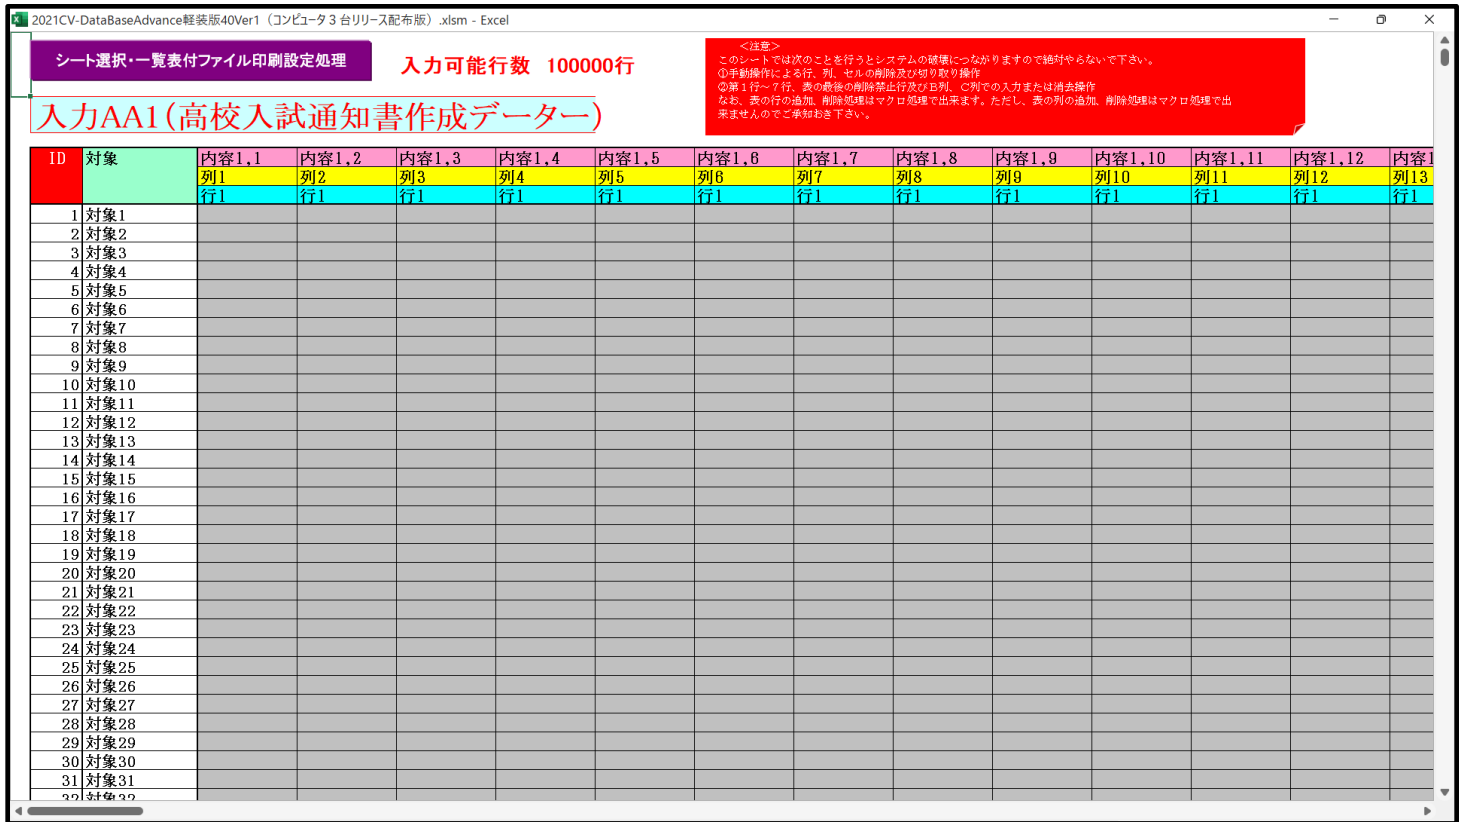 2021CV-DataBaseAdvance軽装版40Ver1（コンピュータ３台リリース配布版）.xlsm - Excel
シート選択・一覧表付ファイル印刷設定処理
入力可能行数 100000行
＜注意＞
このシートでは次のことを行うとシステムの破壊につながりますので絶対やらないで下さい。
①手動操作による行、列、セルの削除及び切り取り操作
②第１行～７行、表の最後の削除禁止行及びＢ列、Ｃ列での入力または消去操作
なお、表の行の追加、削除処理はマクロ処理で出来ます。ただし、表の列の追加、削除処理はマクロ処理で出
来ませんのでご承知おき下さい。
入力AA1(高校入試通知書作成データー)
ID 対象 内容1,1 内容1,2 内容1,3 内容1,4 内容1,5 内容1,6 内容1,7 内容1,8 内容1,9 内容1,10 内容1,11 内容1,12 内容1
列1 列2 列3 列4 列5 列6 列7 列8 列9 列10 列11 列12 列13
行1 行1 行1 行1 行1 行1 行1 行1 行1 行1 行1 行1 行1
1 対象1
2 対象2
3 対象3
4 対象4
5 対象5
6 対象6
7 対象7
8 対象8
9 対象9
10 対象10
11 対象11
12 対象12
13 対象13
14 対象14
15 対象15
16 対象16
17 対象17
18 対象18
19 対象19
20 対象20
21 対象21
22 対象22
23 対象23
24 対象24
25 対象25
26 対象26
27 対象27
28 対象28
29 対象29
30 対象30
31 対象31
32 対象32